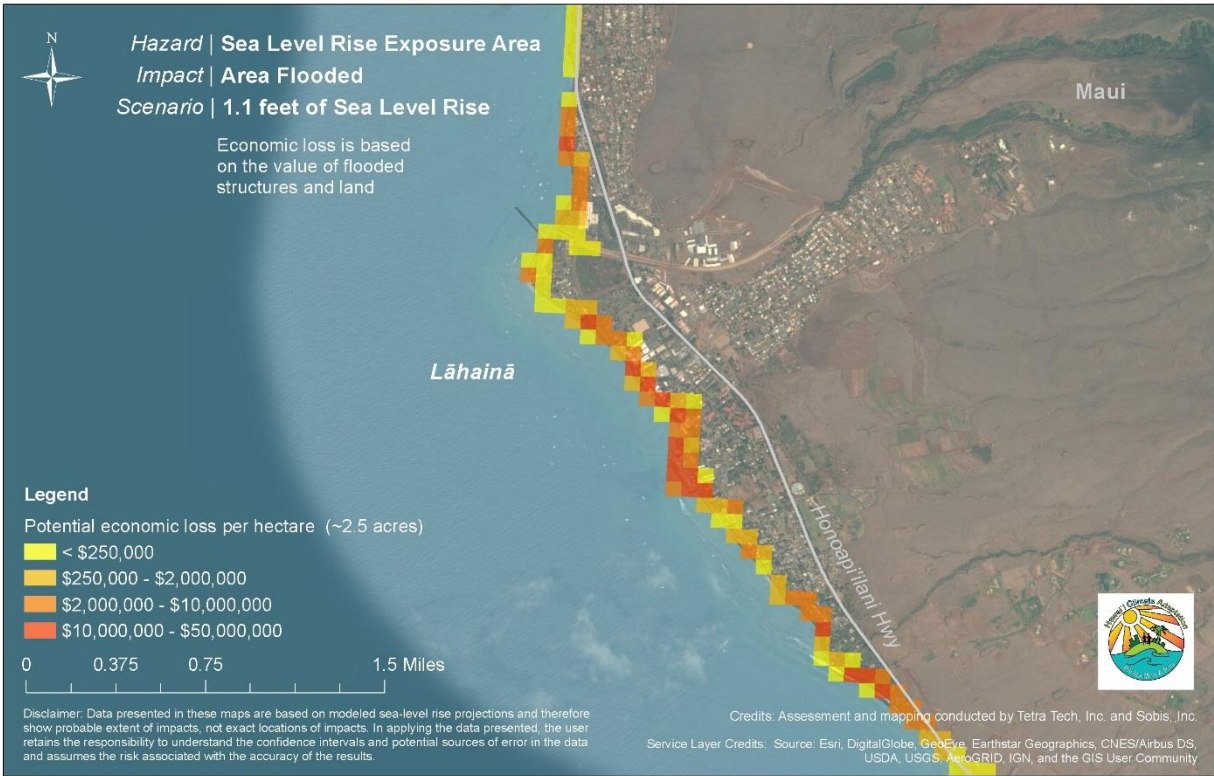 N
Hazard | Sea Level Rise Exposure Area
Impact | Area Flooded
Scenario | 1.1 feet of Sea Level Rise
Economic loss is based
on the value of flooded
structures and land
Maui
Lāhainā
Honoapi'ilani Hwy
Legend
Potential economic loss per hectare (~2.5 acres)
< $250,000
$250,000 - $2,000,000
$2,000,000 - $10,000,000
$10,000,000 - $50,000,000
0 0.375 0.75 1.5 Miles
Disclaimer: Data presented in these maps are based on modeled sea-level rise projections and therefore
show probable extent of impacts, not exact locations of impacts. In applying the data presented, the user
retains the responsibility to understand the confidence intervals and potential sources of error in the data
and assumes the risk associated with the accuracy of the results.
Hawai'i Climate Adaptation
Credits: Assessment and mapping conducted by Tetra Tech, Inc. and Sobis, Inc.
Service Layer Credits: Source: Esri, DigitalGlobe, GeoEye, Earthstar Geographics, CNES/Airbus DS,
USDA, USGS, AeroGRID, IGN, and the GIS User Community